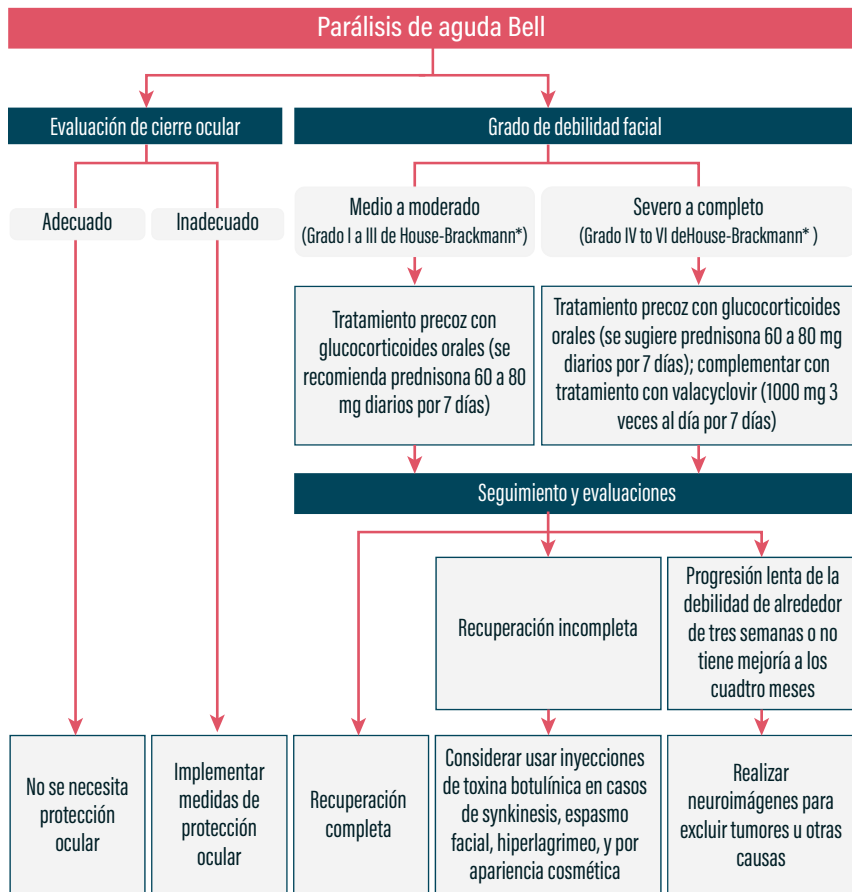 Parálisis de aguda Bell
Evaluación de cierre ocular
Grado de debilidad facial
Adecuado
Inadecuado
Medio a moderado
(Grado I a III de House-Brackmann*)
Severo a completo
(Grado IV to VI deHouse-Brackmann* )
Tratamiento precoz con
glucocorticoides orales (se
recomienda prednisona 60 a 80
mg diarios por 7 días)
Tratamiento precoz con glucocorticoides
orales (se sugiere prednisona 60 a 80 mg
diarios por 7 días); complementar con
tratamiento con valacyclovir (1000 mg 3
veces al día por 7 días)
Seguimiento y evaluaciones
Recuperación incompleta
Progresión lenta de la
debilidad de alrededor
de tres semanas o no
tiene mejoría a los
cuadtro meses
No se necesita
protección
ocular
Implementar
medidas de
protección
ocular
Recuperación
completa
Considerar usar inyecciones
de toxina botulínica en casos
de synkinesis, espasmo
facial, hiperlagrimeo, y por
apariencia cosmética
Realizar
neuroimágenes para
excluir tumores u otras
causas